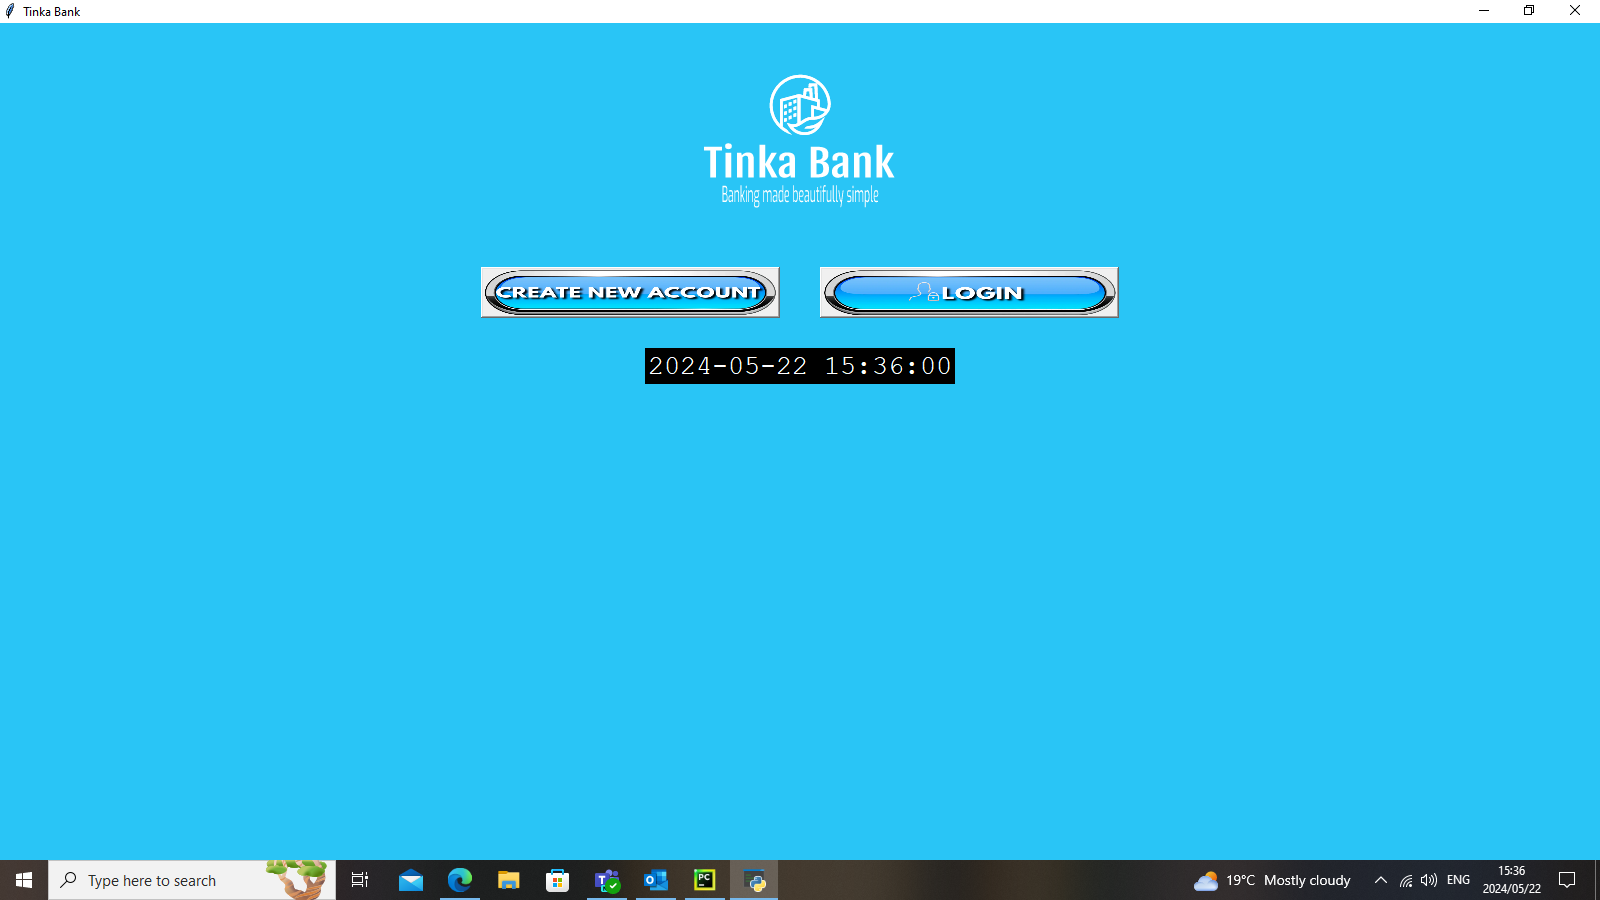 Tinka Bank
Tinka Bank
Banking made beautifully simple
CREATE NEW ACCOUNT
LOGIN
2024-05-22 15:36:00
Type here to search
PC
19°C Mostly cloudy
ENG
15:36
2024/05/22